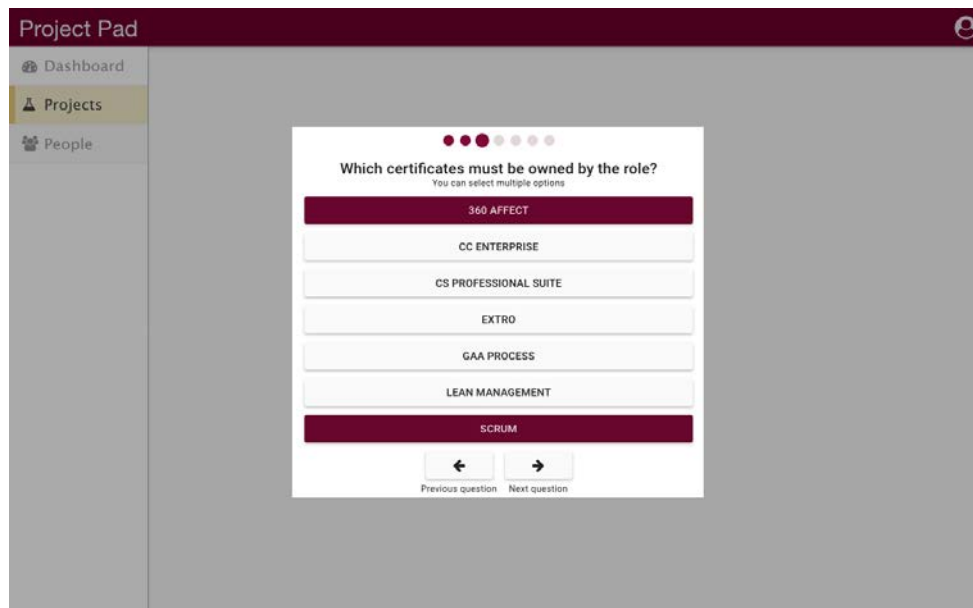 Project Pad
Dashboard
Projects
People
Which certificates must be owned by the role?
You can select multiple options
360 AFFECT
CC ENTERPRISE
CS PROFESSIONAL SUITE
EXTRO
GAA PROCESS
LEAN MANAGEMENT
SCRUM
Previous question Next question